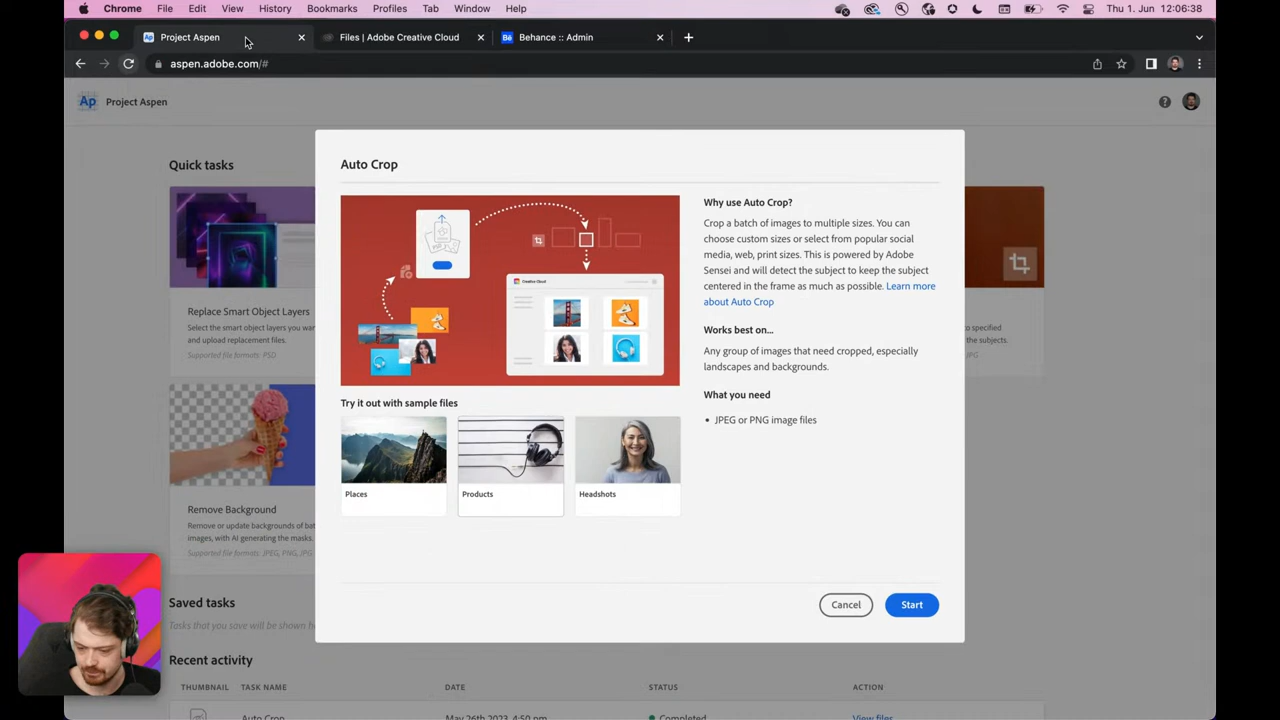 Chrome File Edit View History Bookmarks Profiles Tab Window Help Thu 1. Jun 12:06:38
Project Aspen Files | Adobe Creative Cloud Behance :: Admin
aspen.adobe.com/#
Ap Project Aspen
Quick tasks
Replace Smart Object Layers
Select the smart object layers you wan
and upload replacement files.
Supported file formats: PSD
Remove Background
Remove or update backgrounds of bat
images, with AI generating the masks.
Supported file formats: JPEG, PNG, JPG
Auto Crop
Creative Cloud
Try it out with sample files
Places
Products
Headshots
Why use Auto Crop?
Crop a batch of images to multiple sizes. You can
choose custom sizes or select from popular social
media, web, print sizes. This is powered by Adobe
Sensei and will detect the subject to keep the subject
centered in the frame as much as possible. Learn more
about Auto Crop
Works best on...
Any group of images that need cropped, especially
landscapes and backgrounds.
What you need
• JPEG or PNG image files
Cancel
Start
to specified
the subjects.
JPG
Saved tasks
Tasks that you save will be shown h
Recent activity
THUMBNAIL TASK NAME DATE STATUS ACTION
Auto Crop May 26th 2023, 4:50 pm Completed View files